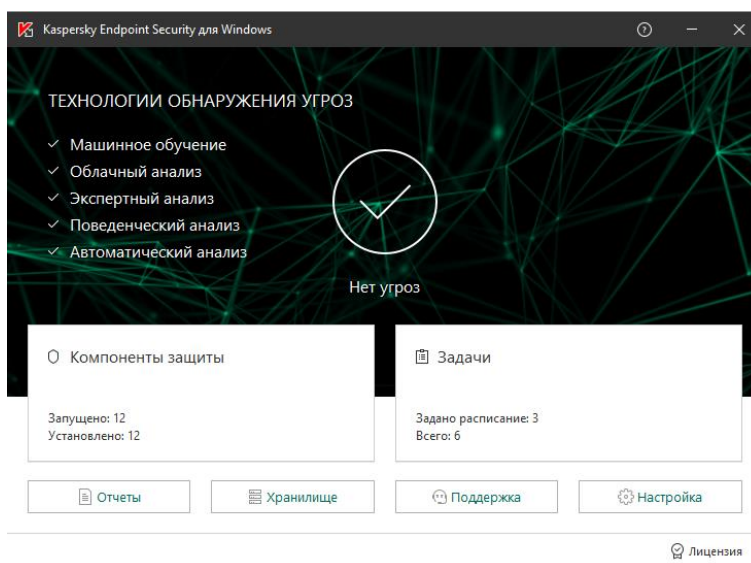 Kaspersky Endpoint Security для Windows
ТЕХНОЛОГИИ ОБНАРУЖЕНИЯ УГРОЗ
Машинное обучение
Облачный анализ
Экспертный анализ
Поведенческий анализ
Автоматический анализ
Нет угроз
Компоненты защиты
Запущено: 12
Установлено: 12
Задачи
Задано расписание: 3
Всего: 6
Отчеты
Хранилище
Поддержка
Настройка
Лицензия